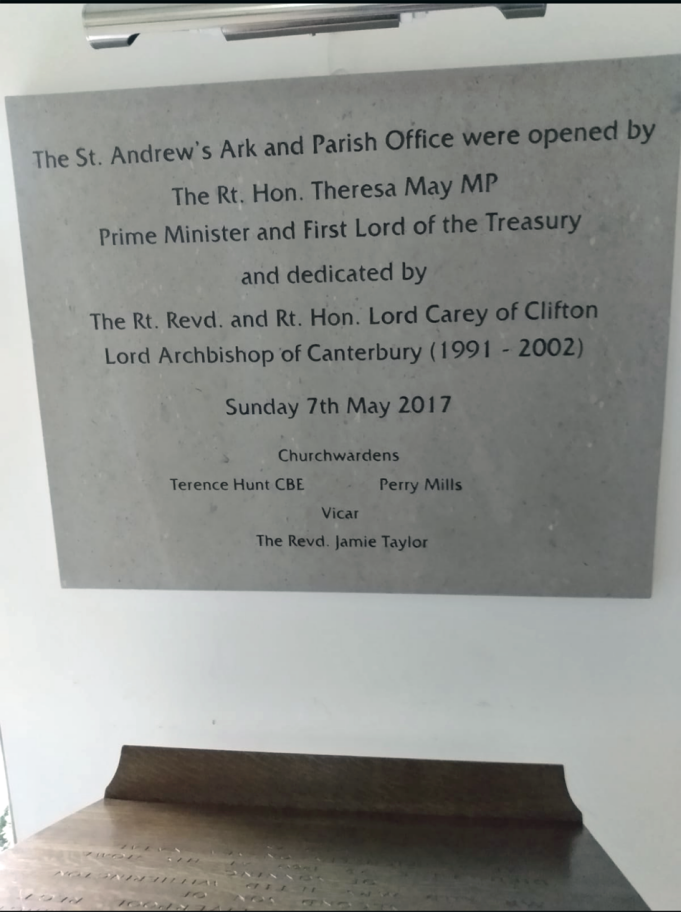 The St. Andrew's Ark and Parish Office were opened by
The Rt. Hon. Theresa May MP
Prime Minister and First Lord of the Treasury
and dedicated by
The Rt. Revd. and Rt. Hon. Lord Carey of Clifton
Lord Archbishop of Canterbury (1991 - 2002)
Sunday 7th May 2017
Churchwardens
Terence Hunt CBE Perry Mills
Vicar
The Revd. Jamie Taylor